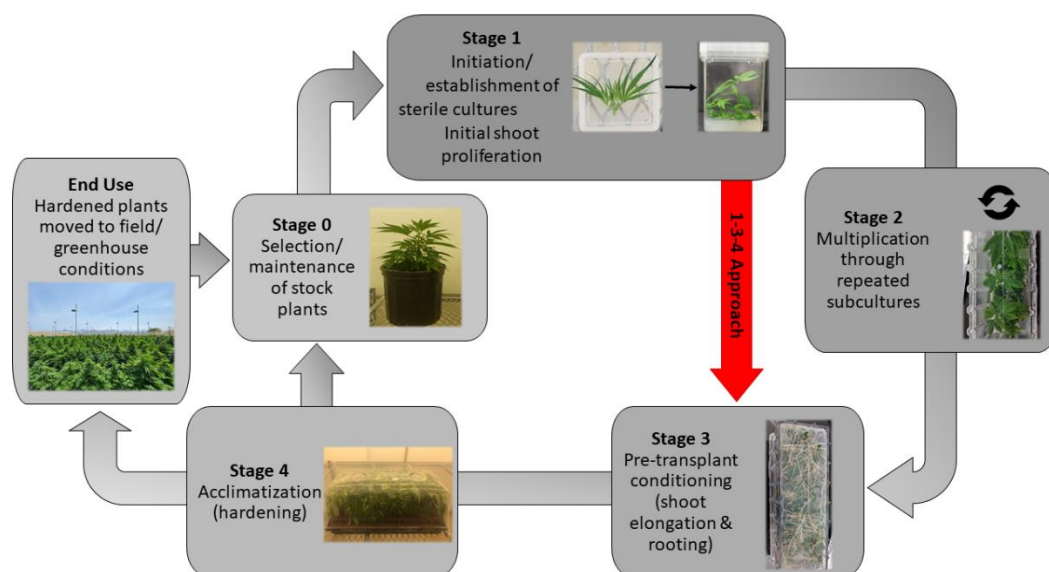 Stage 1
Initiation/
establishment of
sterile cultures
Initial shoot
proliferation
End Use
Hardened plants
moved to field/
greenhouse
conditions
Stage 0
Selection/
maintenance
of stock
plants
1-3-4 Approach
Stage 2
Multiplication
through
repeated
subcultures
Stage 4
Acclimatization
(hardening)
Stage 3
Pre-transplant
conditioning
(shoot
elongation &
rooting)